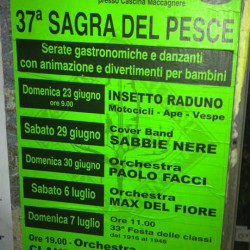 presso Cascina Maccagnere
37ª SAGRA DEL PESCE
Serate gastronomiche e danzanti
con animazione e divertimenti per bambini
Domenica 23 giugno
ore 9.00
INSETTO RADUNO
Motocicli - Ape - Vespe
Sabato 29 giugno
Cover Band
SABBIE NERE
Domenica 30 giugno
Orchestra
PAOLO FACCI
Sabato 6 luglio
Orchestra
MAX DEL FIORE
Domenica 7 luglio
Ore 11.00
33ª Festa delle classi
dal 1916 al 1948
Ore 19.00 - Orchestra